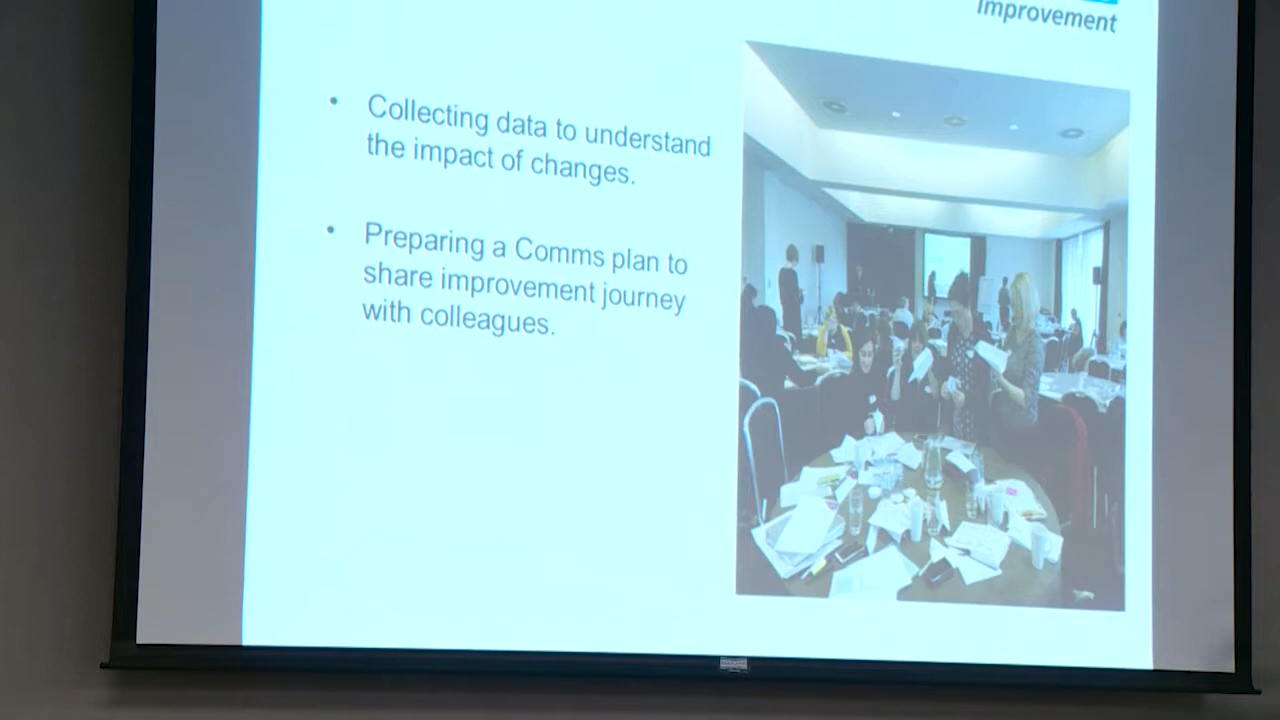 Improvement
• Collecting data to understand
the impact of changes.
• Preparing a Comms plan to
share improvement journey
with colleagues.